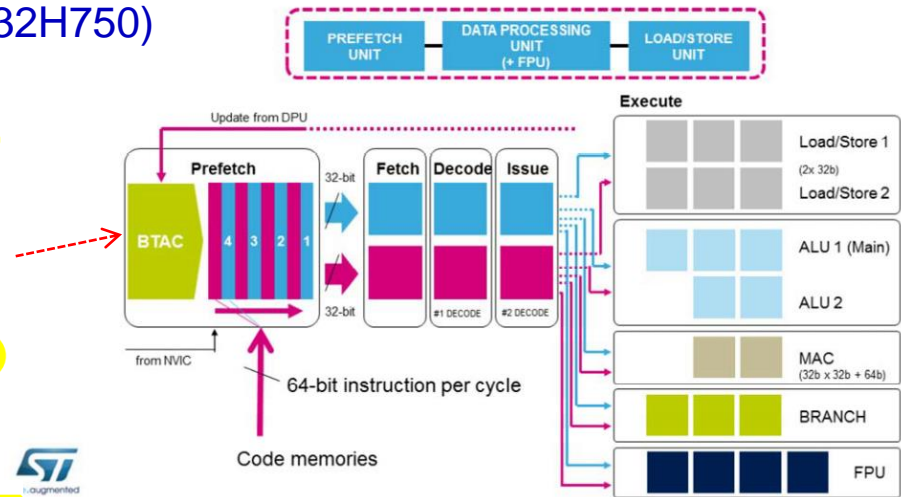 32H750)
PREFETCH
UNIT
DATA PROCESSING
UNIT
(+ FPU)
LOAD/STORE
UNIT
Update from DPU
Execute
Prefetch
32-bit
Fetch
Decode
Issue
BTAC
4
3
2
1
32-bit
#1 DECODE
#2 DECODE
from NVIC
64-bit instruction per cycle
Code memories
Load/Store 1
(2x 32b)
Load/Store 2
ALU 1 (Main)
ALU 2
MAC
(32b x 32b + 64b)
BRANCH
FPU
ST
.augmented